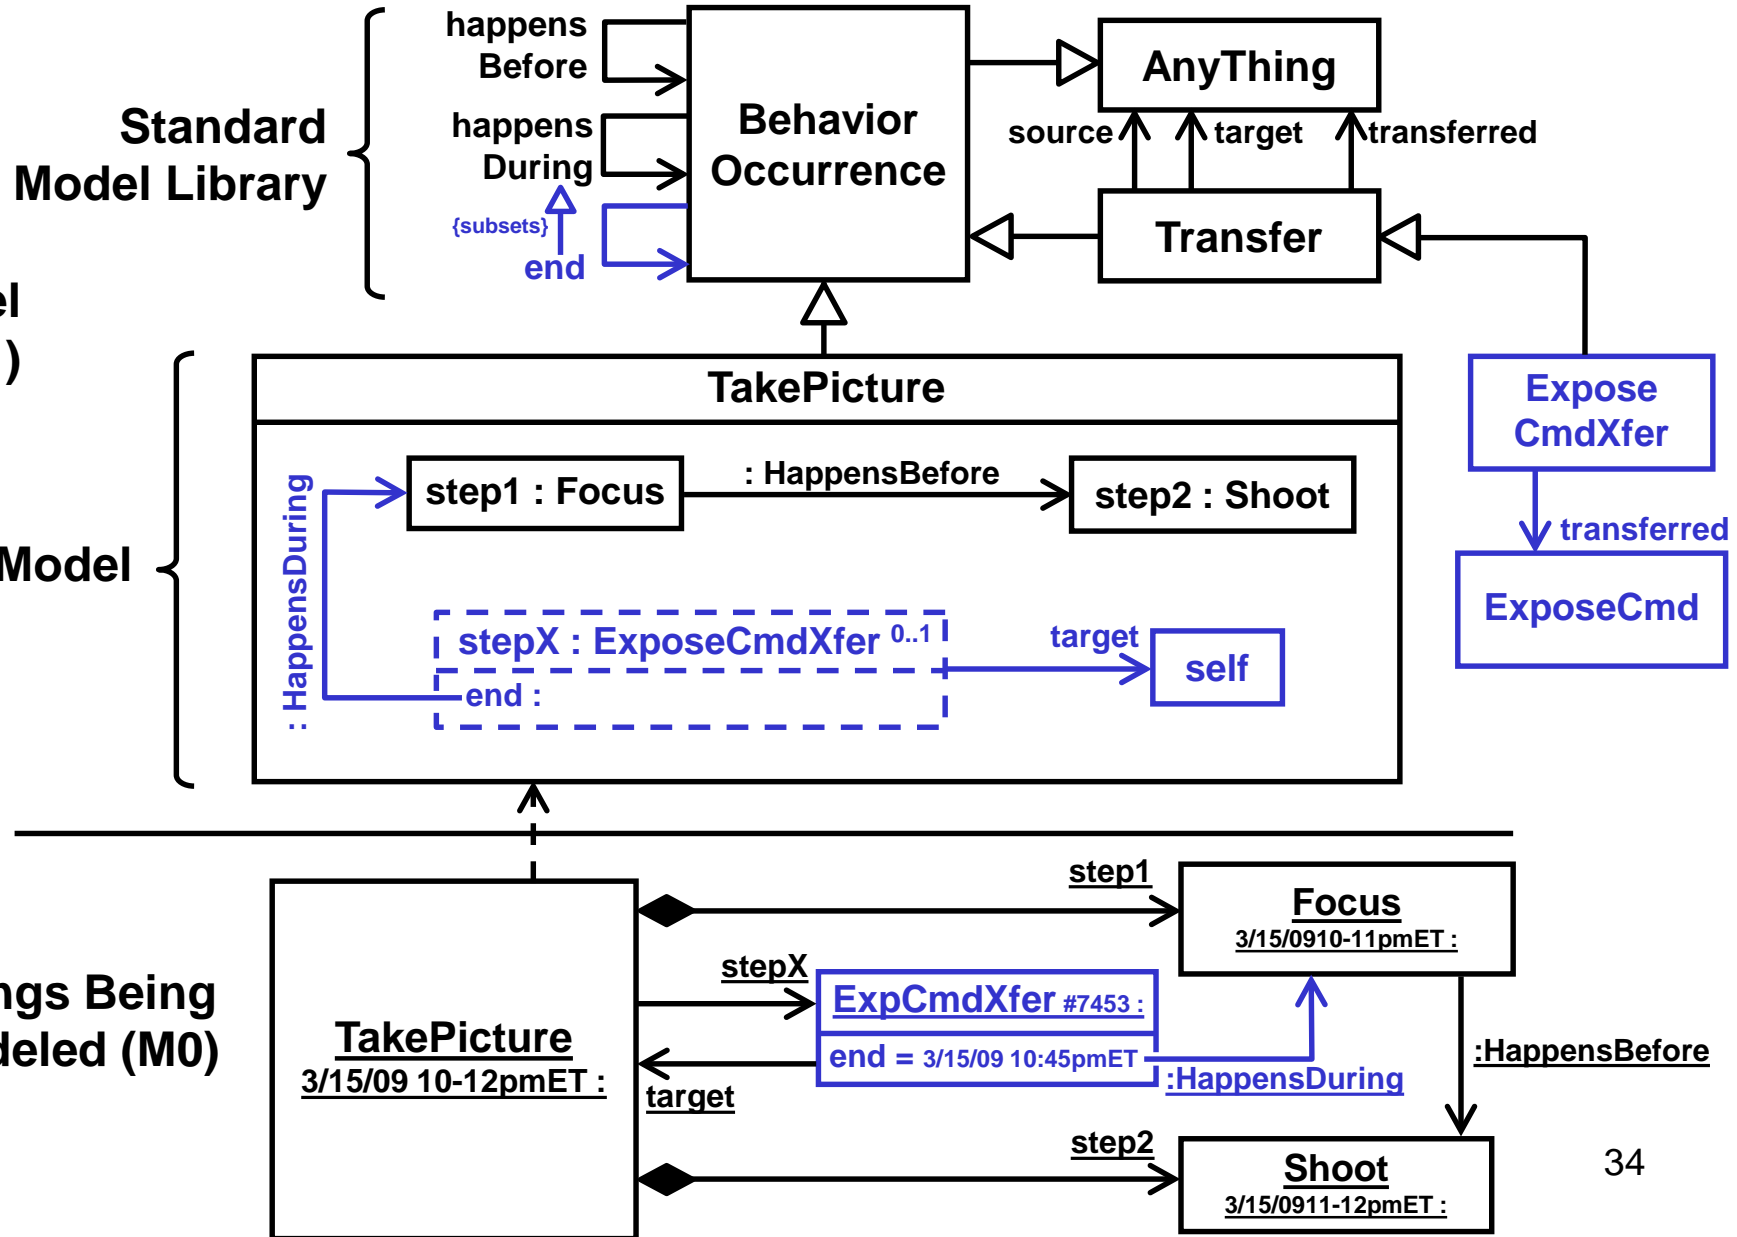 happens
Before
Standard
Model Library
happens
During
{subsets}
end
Behavior
Occurrence
AnyThing
source
target
transferred
Transfer
el
)
Model
TakePicture
step1 : Focus
: HappensBefore
step2 : Shoot
: HappensDuring
stepX : ExposeCmdXfer 0..1
end :
target
self
Expose
CmdXfer
transferred
ExposeCmd
ngs Being
deled (M0)
TakePicture
3/15/09 10-12pmET :
step1
Focus
3/15/0910-11pmET :
stepX
ExpCmdXfer #7453 :
end = 3/15/09 10:45pmET
:HappensDuring
target
:HappensBefore
step2
Shoot
3/15/0911-12pmET :
34